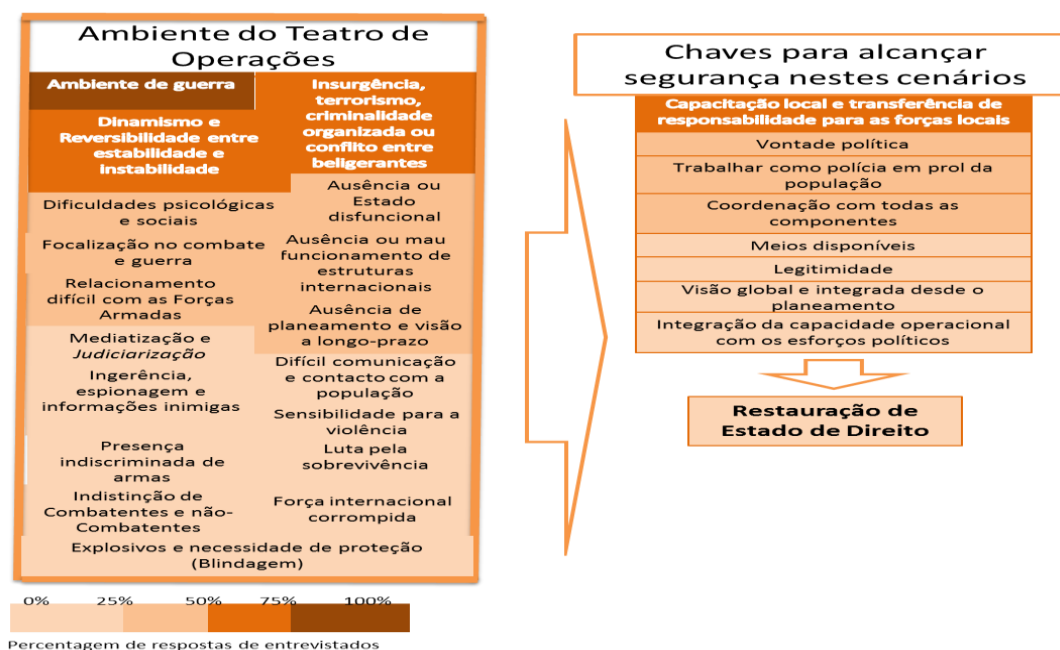 Ambiente do Teatro de
Operações
Ambiente de guerra
Dinamismo e
Reversibilidade entre
estabilidade e
instabilidade
Dificuldades psicológicas
e sociais
Focalização no combate
e guerra
Relacionamento
difícil com as Forças
Armadas
Mediatização e
Judiciarização
Ingerência,
espionagem e
informações inimigas
Presença
indiscriminada de
armas
Indistinção de
Combatentes e não-
Combatentes
Insurgência,
terrorismo,
criminalidade
organizada ou
conflito entre
beligerantes
Ausência ou
Estado
disfuncional
Ausência ou mau
funcionamento de
estruturas
internacionais
Ausência de
planeamento e visão
a longo-prazo
Difícil comunicação
e contacto com a
população
Sensibilidade para a
violência
Luta pela
sobrevivência
Força internacional
corrompida
Explosivos e necessidade de proteção
(Blindagem)
0% 25% 50% 75% 100%
Percentagem de respostas de entrevistados
Chaves para alcançar
segurança nestes cenários
Capacitação local e transferência de
responsabilidade para as forças locais
Vontade política
Trabalhar como polícia em prol da
população
Coordenação com todas as
componentes
Meios disponíveis
Legitimidade
Visão global e integrada desde o
planeamento
Integração da capacidade operacional
com os esforços políticos
Restauração de
Estado de Direito